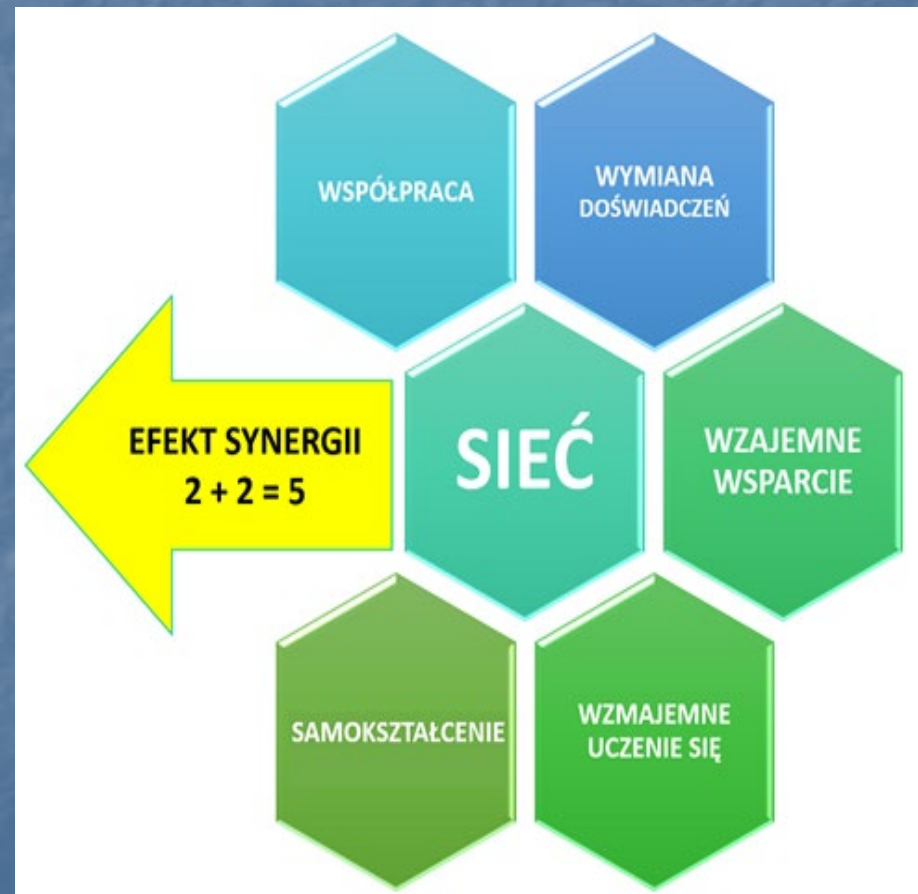 WSPÓŁPRACA
WYMIANA
DOŚWIADCZEŃ
EFEKT SYNERGII
2 + 2 = 5
SIEĆ
WZAJEMNE
WSPARCIE
SAMOKSZTAŁCENIE
WZMAJEMNE
UCZENIE SIĘ